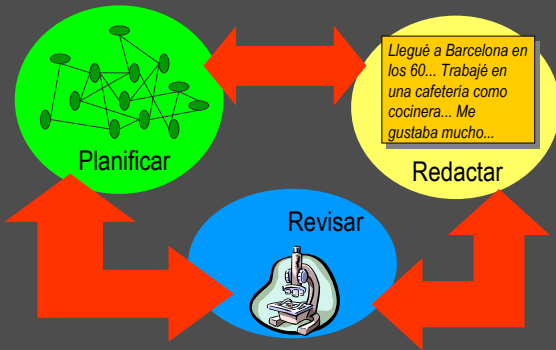 Llegué a Barcelona en
los 60... Trabajé en
una cafetería como
cocinera... Me
gustaba mucho...
Planificar
Redactar
Revisar